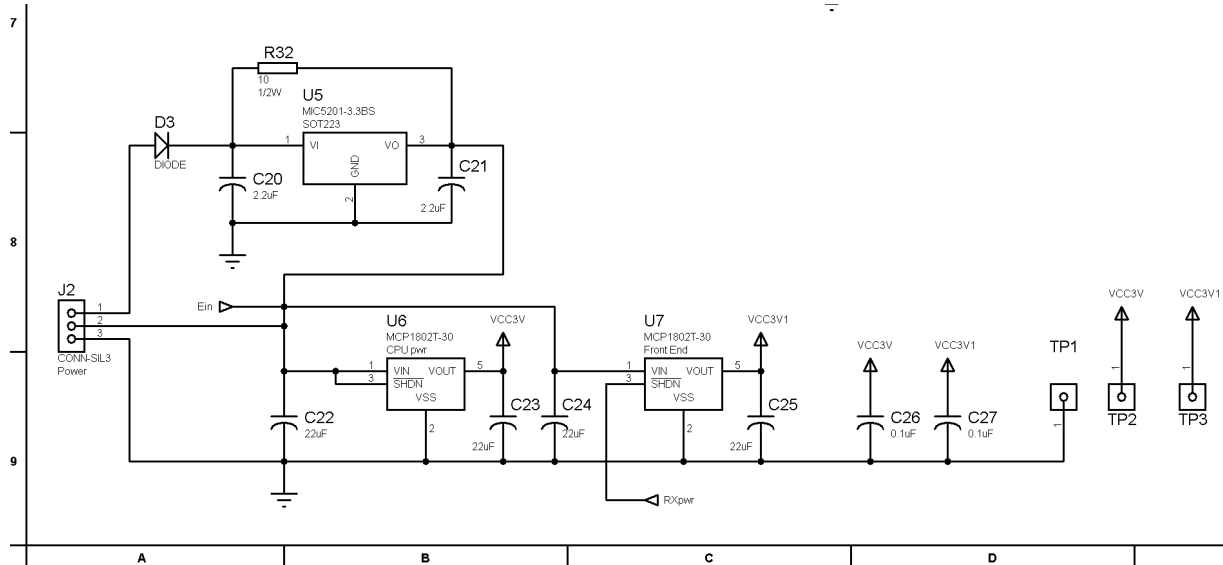 7
R32
10
1/2W
U5
MIC5201-3.3BS
SOT223
D3
DIODE
1
VI
VO
3
GND
2
C20
2.2uF
C21
2.2uF
8
J2
1
2
3
CONN-SIL3
Power
Ein
U6
MCP1802T-30
CPU pwr
1
3
VIN
SHDN
VOUT
VSS
5
2
VCC3V
C22
22uF
C23
22uF
C24
22uF
U7
MCP1802T-30
Front End
1
3
VIN
SHDN
VOUT
VSS
5
2
VCC3V1
C25
22uF
RXpwr
VCC3V
C26
0.1uF
VCC3V1
C27
0.1uF
TP1
1
VCC3V
1
TP2
VCC3V1
1
TP3
9
A
B
C
D